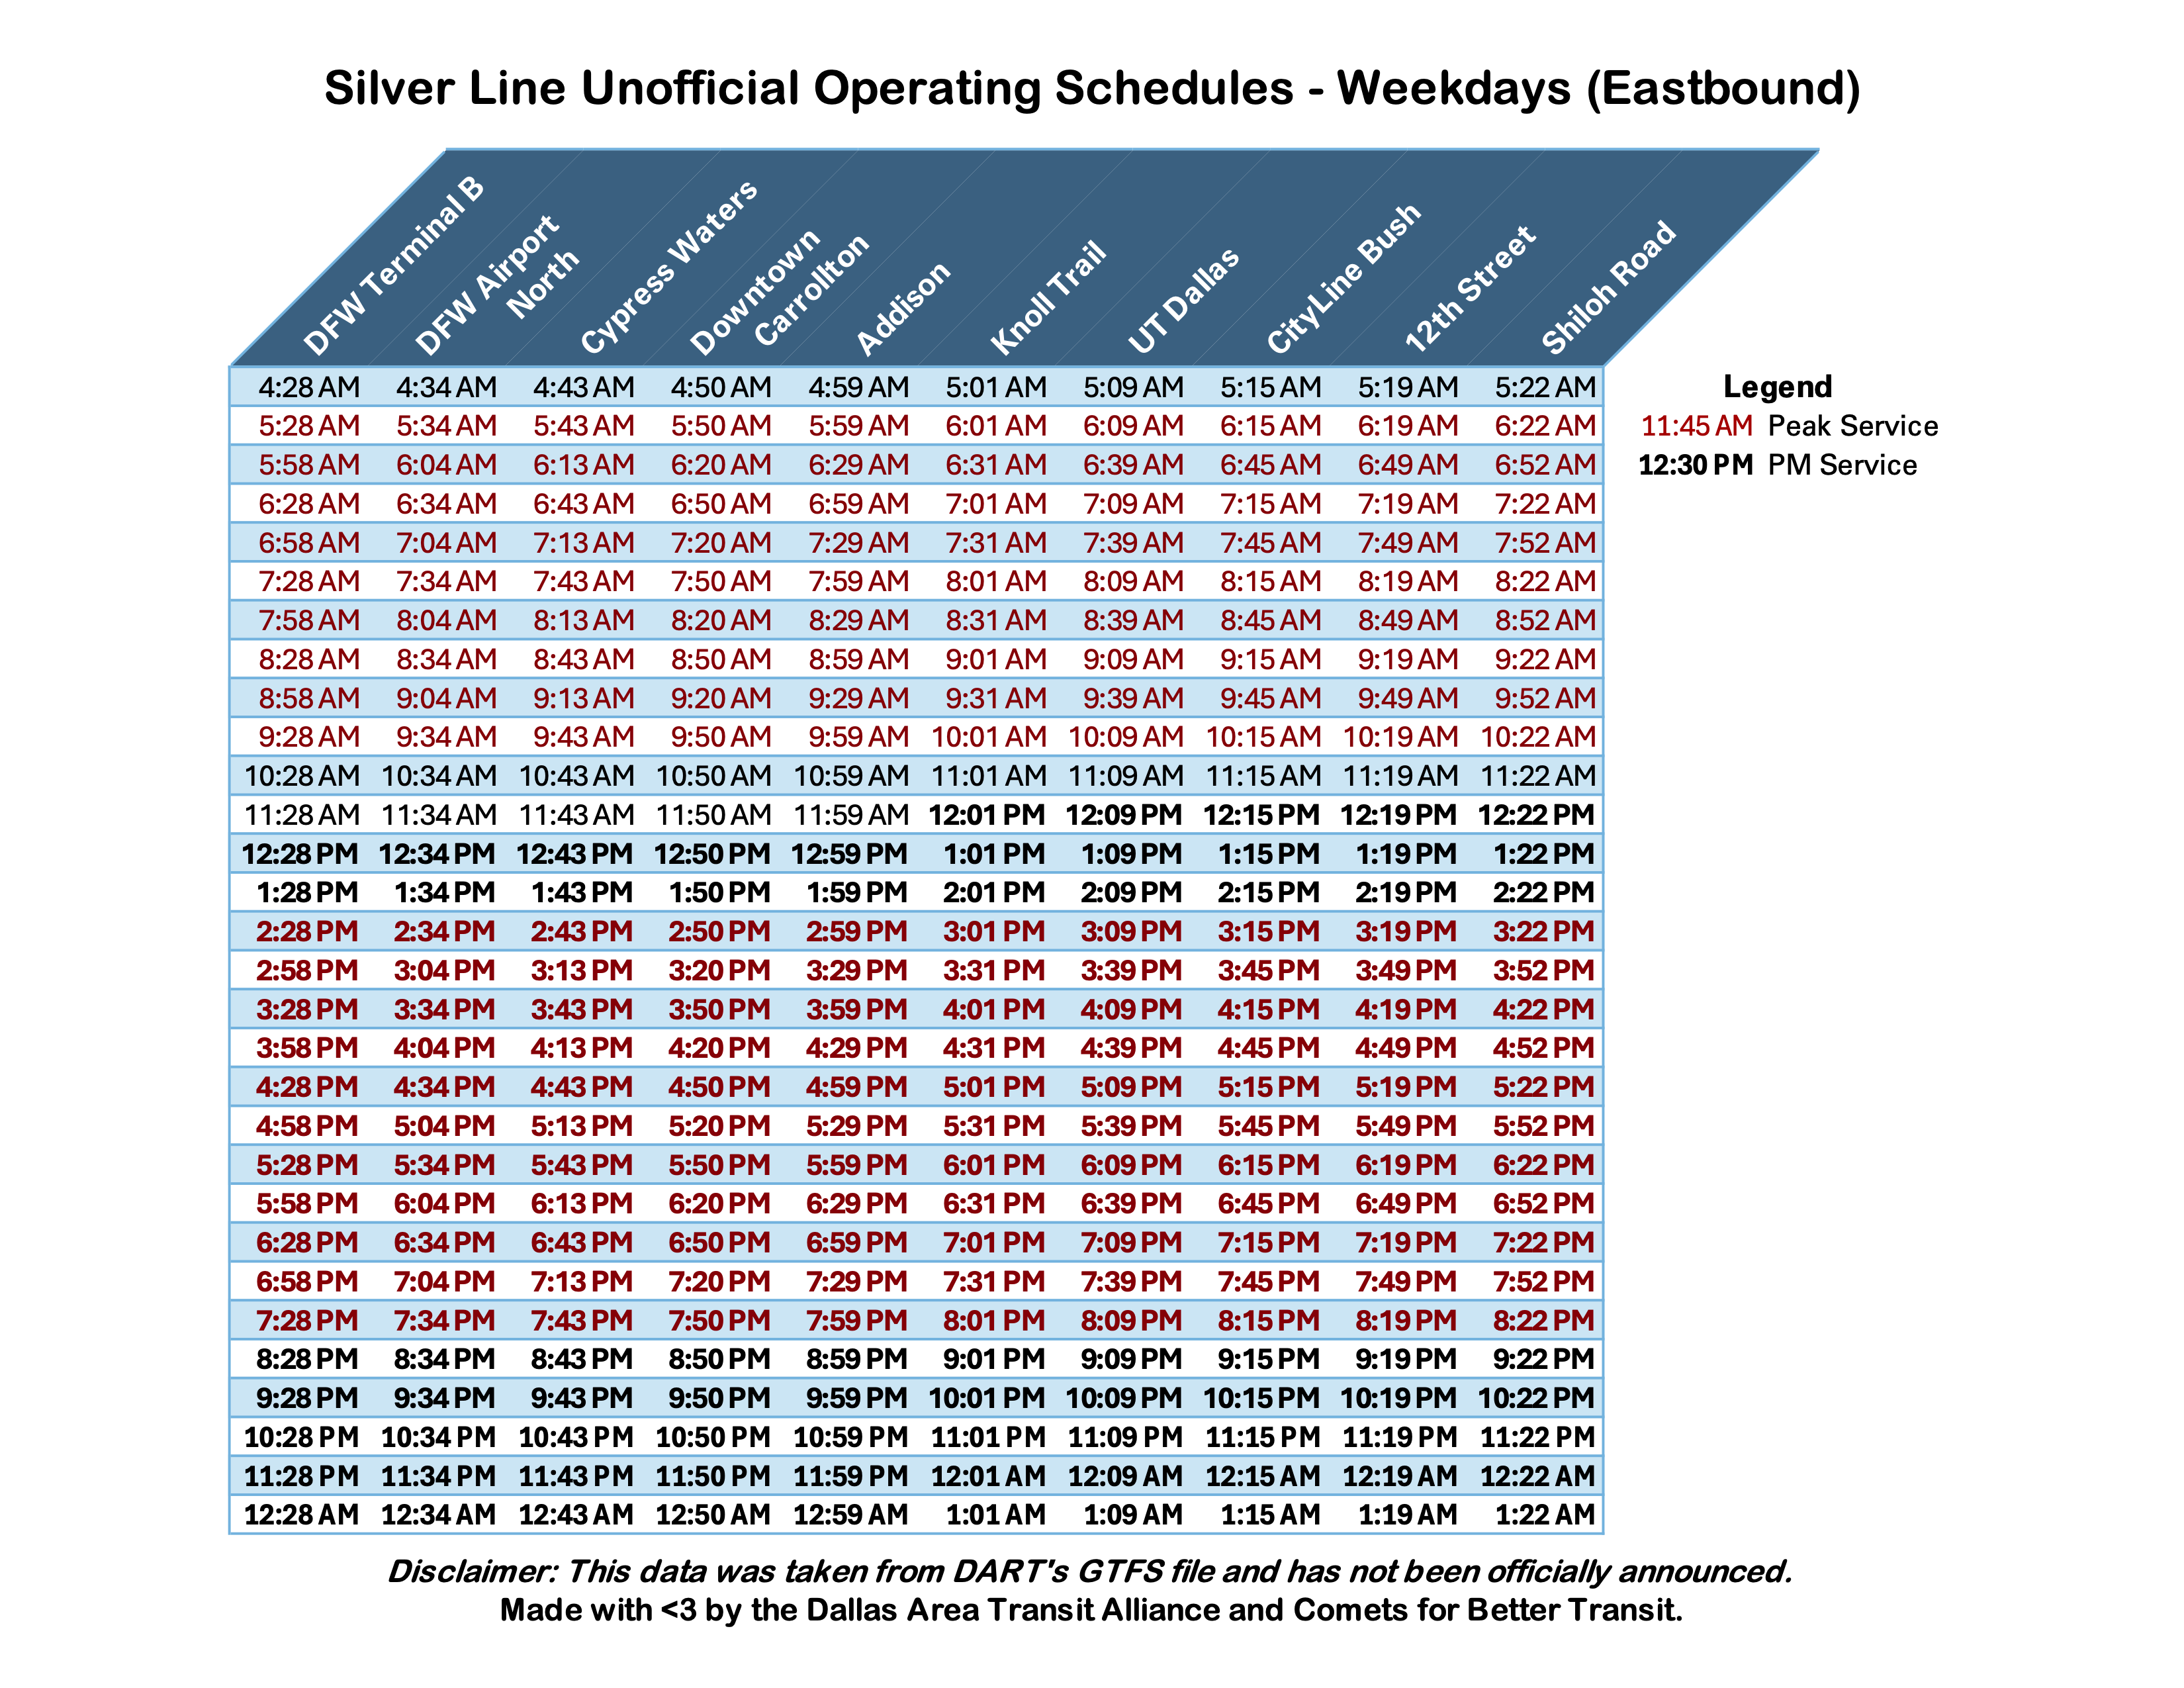 Silver Line Unofficial Operating Schedules - Weekdays (Eastbound)
DFW Terminal B
DFW Airport
North
Cypress Waters
Downtown
Carrollton
Addison
Knoll Trail
UT Dallas
CityLine Bush
12th Street
Shiloh Road
4:28 AM 4:34 AM 4:43 AM 4:50 AM 4:59 AM 5:01 AM 5:09 AM 5:15 AM 5:19 AM 5:22 AM
Legend
5:28 AM 5:34 AM 5:43 AM 5:50 AM 5:59 AM 6:01 AM 6:09 AM 6:15 AM 6:19 AM 6:22 AM
11:45 AM Peak Service
5:58 AM 6:04 AM 6:13 AM 6:20 AM 6:29 AM 6:31 AM 6:39 AM 6:45 AM 6:49 AM 6:52 AM
12:30 PM PM Service
6:28 AM 6:34 AM 6:43 AM 6:50 AM 6:59 AM 7:01 AM 7:09 AM 7:15 AM 7:19 AM 7:22 AM
6:58 AM 7:04 AM 7:13 AM 7:20 AM 7:29 AM 7:31 AM 7:39 AM 7:45 AM 7:49 AM 7:52 AM
7:28 AM 7:34 AM 7:43 AM 7:50 AM 7:59 AM 8:01 AM 8:09 AM 8:15 AM 8:19 AM 8:22 AM
7:58 AM 8:04 AM 8:13 AM 8:20 AM 8:29 AM 8:31 AM 8:39 AM 8:45 AM 8:49 AM 8:52 AM
8:28 AM 8:34 AM 8:43 AM 8:50 AM 8:59 AM 9:01 AM 9:09 AM 9:15 AM 9:19 AM 9:22 AM
8:58 AM 9:04 AM 9:13 AM 9:20 AM 9:29 AM 9:31 AM 9:39 AM 9:45 AM 9:49 AM 9:52 AM
9:28 AM 9:34 AM 9:43 AM 9:50 AM 9:59 AM 10:01 AM 10:09 AM 10:15 AM 10:19 AM 10:22 AM
10:28 AM 10:34 AM 10:43 AM 10:50 AM 10:59 AM 11:01 AM 11:09 AM 11:15 AM 11:19 AM 11:22 AM
11:28 AM 11:34 AM 11:43 AM 11:50 AM 11:59 AM 12:01 PM 12:09 PM 12:15 PM 12:19 PM 12:22 PM
12:28 PM 12:34 PM 12:43 PM 12:50 PM 12:59 PM 1:01 PM 1:09 PM 1:15 PM 1:19 PM 1:22 PM
1:28 PM 1:34 PM 1:43 PM 1:50 PM 1:59 PM 2:01 PM 2:09 PM 2:15 PM 2:19 PM 2:22 PM
2:28 PM 2:34 PM 2:43 PM 2:50 PM 2:59 PM 3:01 PM 3:09 PM 3:15 PM 3:19 PM 3:22 PM
2:58 PM 3:04 PM 3:13 PM 3:20 PM 3:29 PM 3:31 PM 3:39 PM 3:45 PM 3:49 PM 3:52 PM
3:28 PM 3:34 PM 3:43 PM 3:50 PM 3:59 PM 4:01 PM 4:09 PM 4:15 PM 4:19 PM 4:22 PM
3:58 PM 4:04 PM 4:13 PM 4:20 PM 4:29 PM 4:31 PM 4:39 PM 4:45 PM 4:49 PM 4:52 PM
4:28 PM 4:34 PM 4:43 PM 4:50 PM 4:59 PM 5:01 PM 5:09 PM 5:15 PM 5:19 PM 5:22 PM
4:58 PM 5:04 PM 5:13 PM 5:20 PM 5:29 PM 5:31 PM 5:39 PM 5:45 PM 5:49 PM 5:52 PM
5:28 PM 5:34 PM 5:43 PM 5:50 PM 5:59 PM 6:01 PM 6:09 PM 6:15 PM 6:19 PM 6:22 PM
5:58 PM 6:04 PM 6:13 PM 6:20 PM 6:29 PM 6:31 PM 6:39 PM 6:45 PM 6:49 PM 6:52 PM
6:28 PM 6:34 PM 6:43 PM 6:50 PM 6:59 PM 7:01 PM 7:09 PM 7:15 PM 7:19 PM 7:22 PM
6:58 PM 7:04 PM 7:13 PM 7:20 PM 7:29 PM 7:31 PM 7:39 PM 7:45 PM 7:49 PM 7:52 PM
7:28 PM 7:34 PM 7:43 PM 7:50 PM 7:59 PM 8:01 PM 8:09 PM 8:15 PM 8:19 PM 8:22 PM
8:28 PM 8:34 PM 8:43 PM 8:50 PM 8:59 PM 9:01 PM 9:09 PM 9:15 PM 9:19 PM 9:22 PM
9:28 PM 9:34 PM 9:43 PM 9:50 PM 9:59 PM 10:01 PM 10:09 PM 10:15 PM 10:19 PM 10:22 PM
10:28 PM 10:34 PM 10:43 PM 10:50 PM 10:59 PM 11:01 PM 11:09 PM 11:15 PM 11:19 PM 11:22 PM
11:28 PM 11:34 PM 11:43 PM 11:50 PM 11:59 PM 12:01 AM 12:09 AM 12:15 AM 12:19 AM 12:22 AM
12:28 AM 12:34 AM 12:43 AM 12:50 AM 12:59 AM 1:01 AM 1:09 AM 1:15 AM 1:19 AM 1:22 AM
Disclaimer: This data was taken from DART's GTFS file and has not been officially announced.
Made with <3 by the Dallas Area Transit Alliance and Comets for Better Transit.